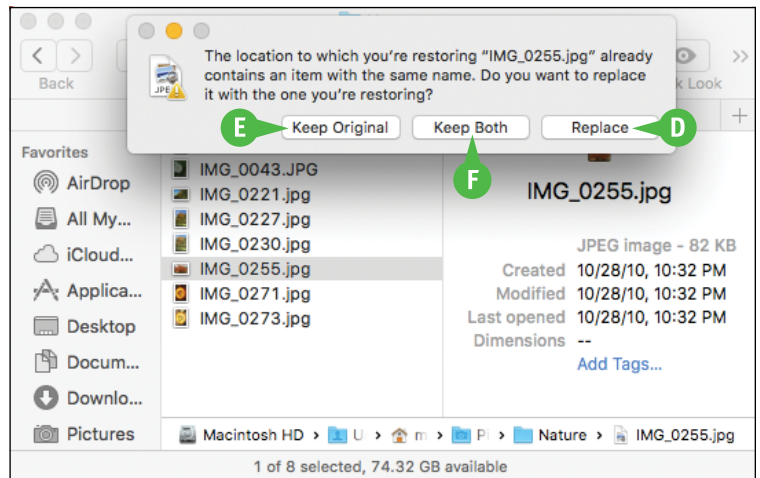 The location to which you're restoring "IMG_0255.jpg" already
contains an item with the same name. Do you want to replace
it with the one you're restoring?
JPEG
E
Keep Original
Keep Both
Replace
D
F
Back
Look
Favorites
AirDrop
All My...
iCloud...
Applica...
Desktop
Docum...
Downlo...
Pictures
IMG_0043.JPG
IMG_0221.jpg
IMG_0227.jpg
IMG_0230.jpg
IMG_0255.jpg
IMG_0271.jpg
IMG_0273.jpg
IMG_0255.jpg
JPEG image - 82 KB
Created 10/28/10, 10:32 PM
Modified 10/28/10, 10:32 PM
Last opened 10/28/10, 10:32 PM
Dimensions --
Add Tags...
Macintosh HD › U › m › Pi › Nature › IMG_0255.jpg
1 of 8 selected, 74.32 GB available